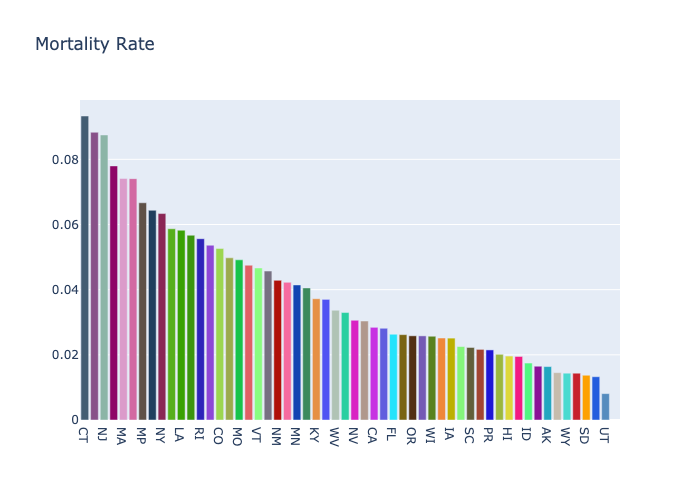 Mortality Rate
0.08
0.06
0.04
0.02
0
CT NJ MA MP NY LA RI CO MO VT NM MN KY WV NV CA FL OR WI IA SC PR HI ID AK WY SD UT